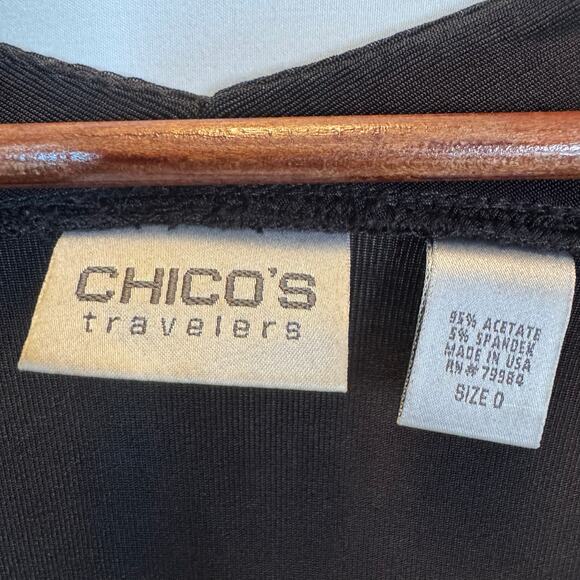 CHICO'S
travelers
95% ACETATE
5% SPANDEX
MADE IN USA
RN# 79984
SIZE 0